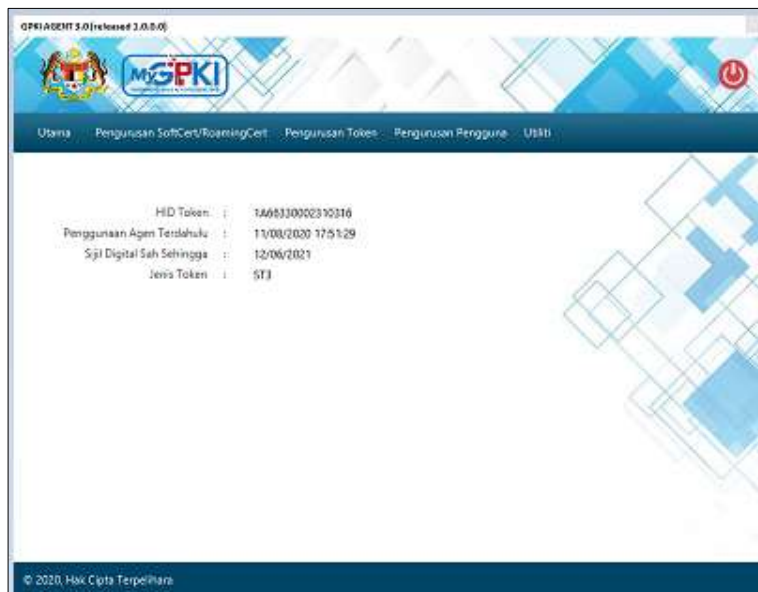 GPKI AGENT 3.0 (released 1.0.0.0)
MyGPKI
Utama Pengurusan SoftCert/RoamingCert Pengurusan Token Pengurusan Pengguna Utiliti
HID Token : 1A66330002310316
Penggunaan Agen Terdahulu : 11/08/2020 17:51:29
Sijil Digital Sah Sehingga : 12/06/2021
Jenis Token : ST3
© 2020, Hak Cipta Terpelihara